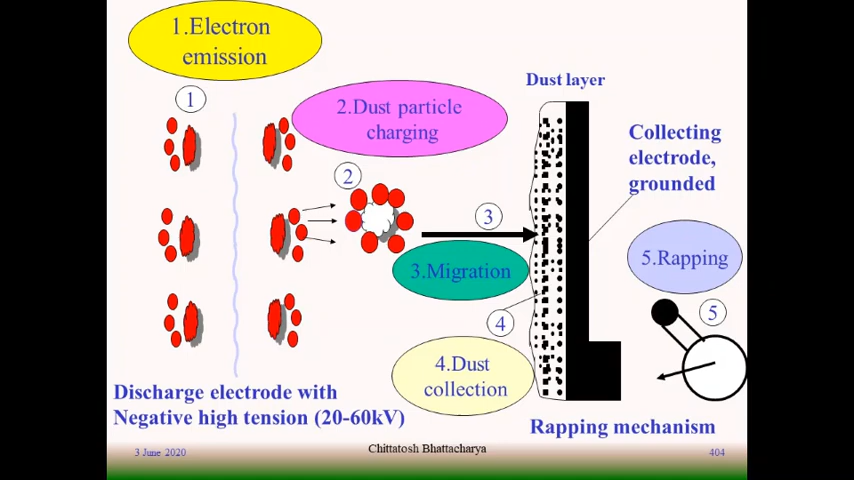 1.Electron
emission
1
2.Dust particle
charging
Dust layer
Collecting
electrode,
grounded
2
3
3.Migration
5.Rapping
4
5
4.Dust
collection
Discharge electrode with
Negative high tension (20-60kV)
Rapping mechanism
3 June 2020
Chittatosh Bhattacharya
404